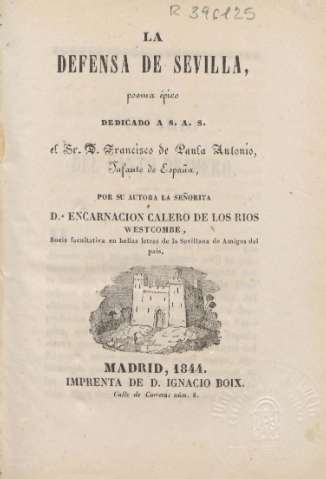 R 396125
LA
DEFENSA DE SEVILLA,
poema épico
DEDICADO A S. A. S.
el Sr. D. Francisco de Paula Antonio,
Infante de España,
POR SU AUTORA LA SEÑORITA
D.ª ENCARNACION CALERO DE LOS RIOS
WESTCOMBE,
Socia facultativa en bellas letras de la Sevillana de Amigos del
pais.
MADRID, 1844.
IMPRENTA DE D. IGNACIO BOIX.
Calle de Carretas núm. 8.